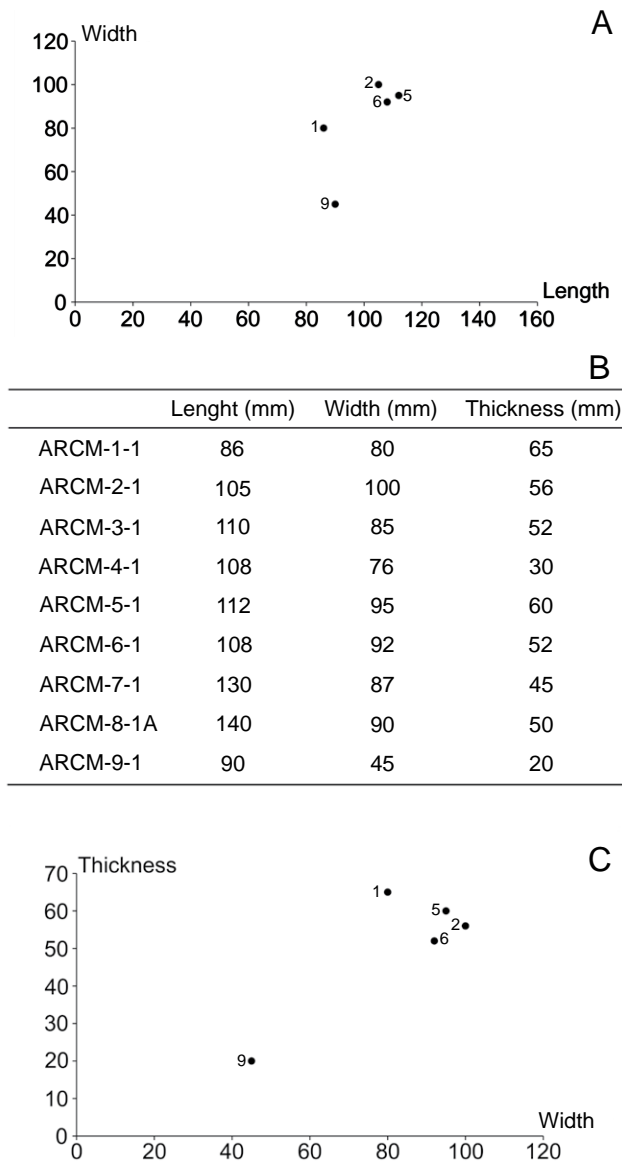 A
Width
120
100
80
60
40
20
0
2
5
6
1
9
Length
0 20 40 60 80 100 120 140 160
B
Lenght (mm) Width (mm) Thickness (mm)
ARCM-1-1 86 80 65
ARCM-2-1 105 100 56
ARCM-3-1 110 85 52
ARCM-4-1 108 76 30
ARCM-5-1 112 95 60
ARCM-6-1 108 92 52
ARCM-7-1 130 87 45
ARCM-8-1A 140 90 50
ARCM-9-1 90 45 20
C
Thickness
70
60
50
40
30
20
10
0
1
5
2
6
9
Width
0 20 40 60 80 100 120